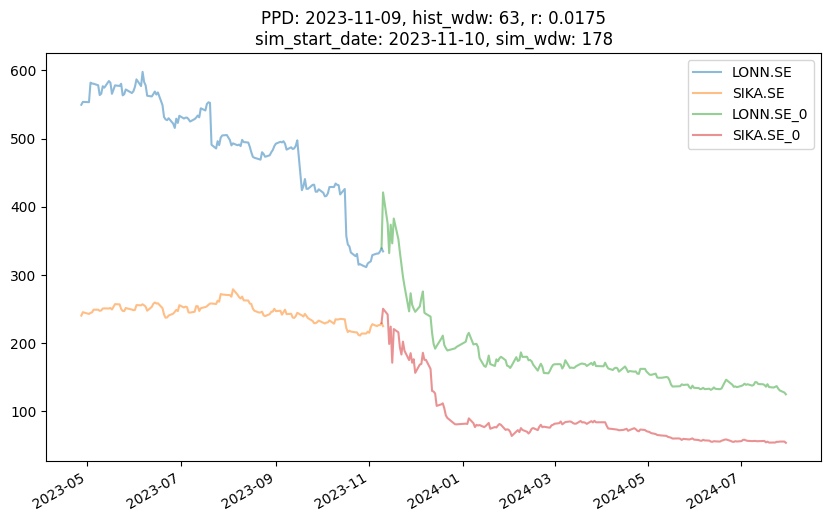 PPD: 2023-11-09, hist_wdw: 63, r: 0.0175
sim_start_date: 2023-11-10, sim_wdw: 178
LONN.SE
SIKA.SE
LONN.SE_0
SIKA.SE_0
600
500
400
300
200
100
2023-05
2023-07
2023-09
2023-11
2024-01
2024-03
2024-05
2024-07